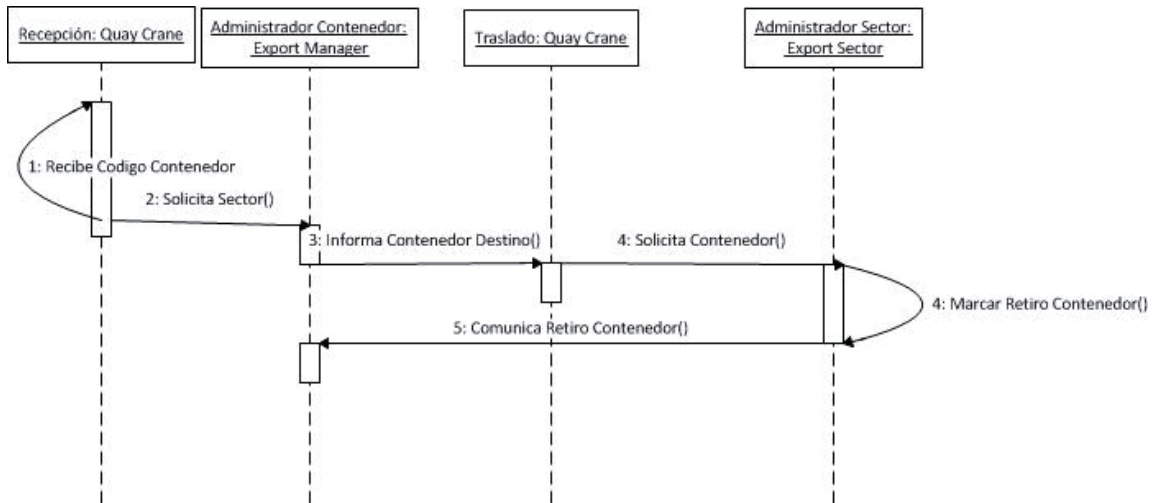 Recepción: Quay Crane
Administrador Contenedor:
Export Manager
Traslado: Quay Crane
Administrador Sector:
Export Sector
1: Recibe Codigo Contenedor
2: Solicita Sector()
3: Informa Contenedor Destino()
4: Solicita Contenedor()
4: Marcar Retiro Contenedor()
5: Comunica Retiro Contenedor()